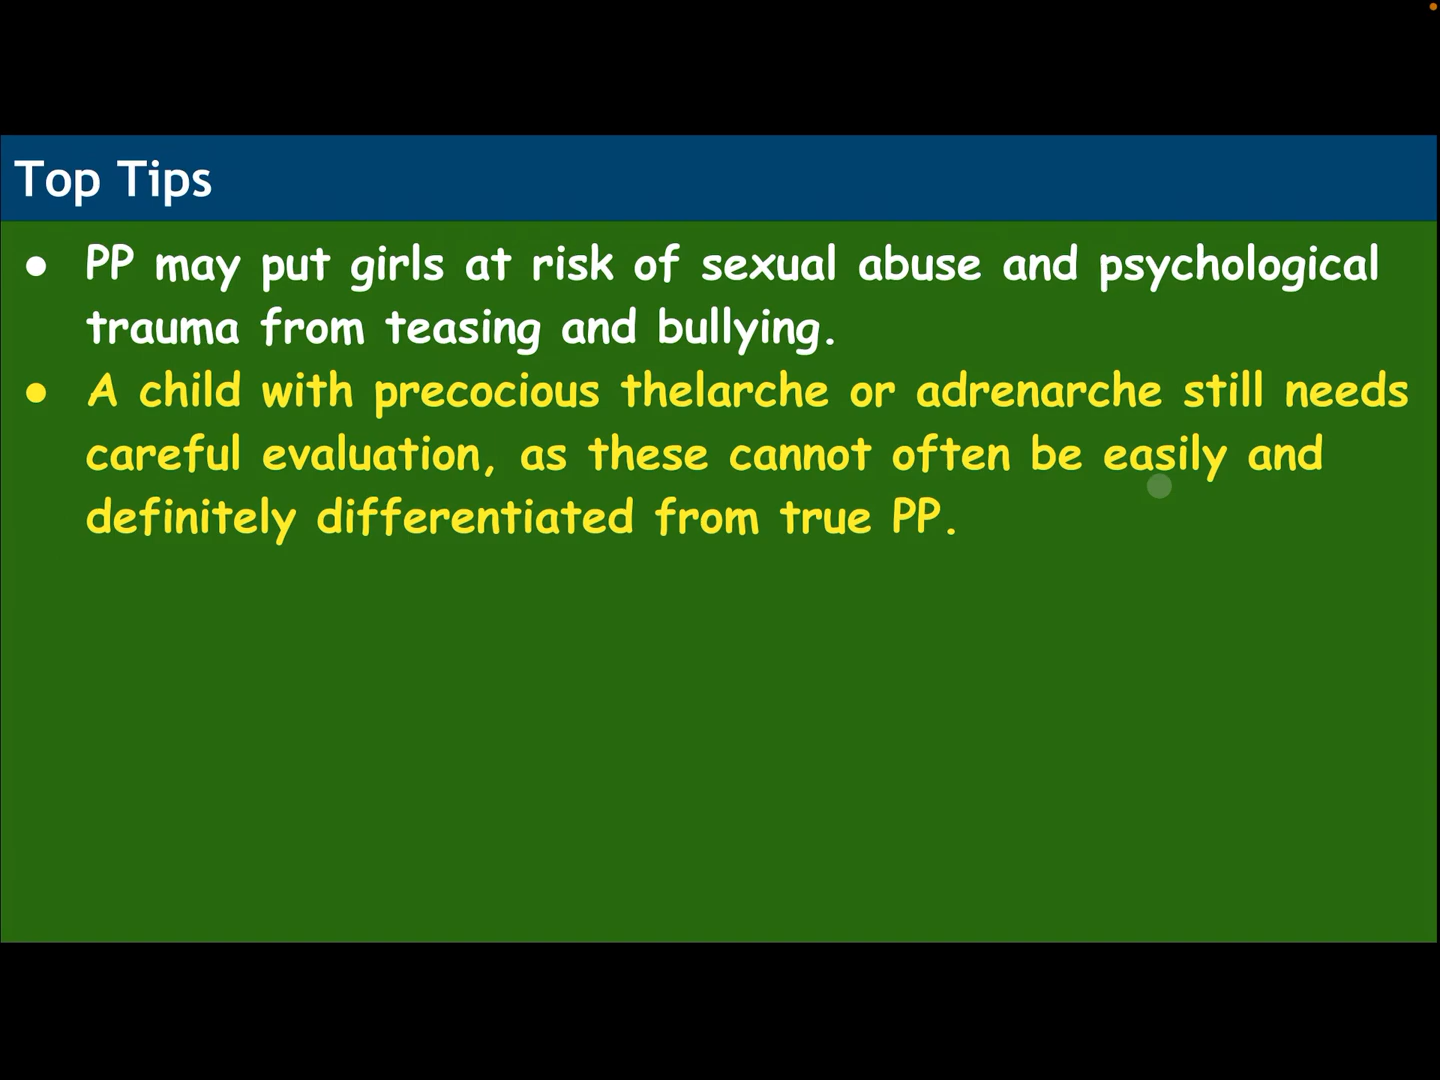 Top Tips
● PP may put girls at risk of sexual abuse and psychological
trauma from teasing and bullying.
● A child with precocious thelarche or adrenarche still needs
careful evaluation, as these cannot often be easily and
definitely differentiated from true PP.